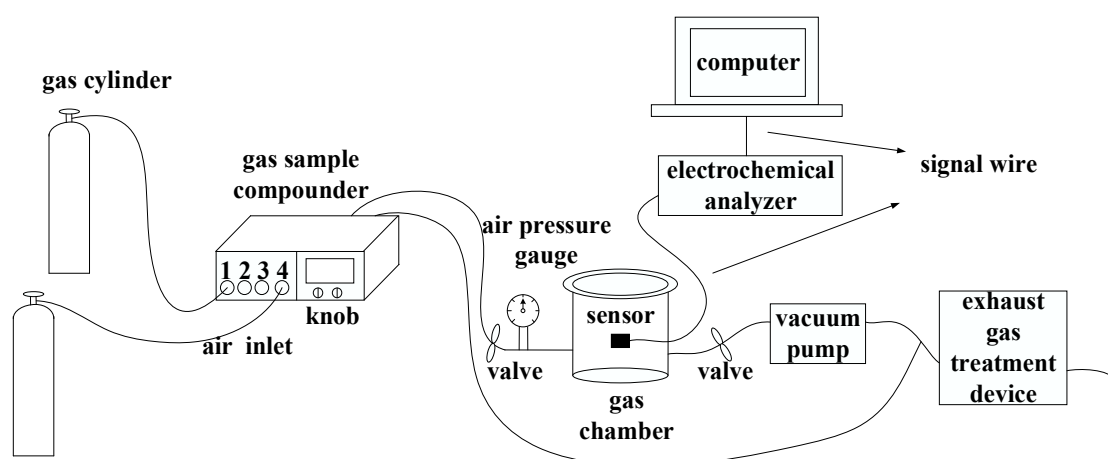 computer
gas cylinder
gas sample
compounder
electrochemical
analyzer
signal wire
air pressure
gauge
1 2 3 4
knob
air inlet
sensor
valve
gas
chamber
valve
vacuum
pump
exhaust
gas
treatment
device